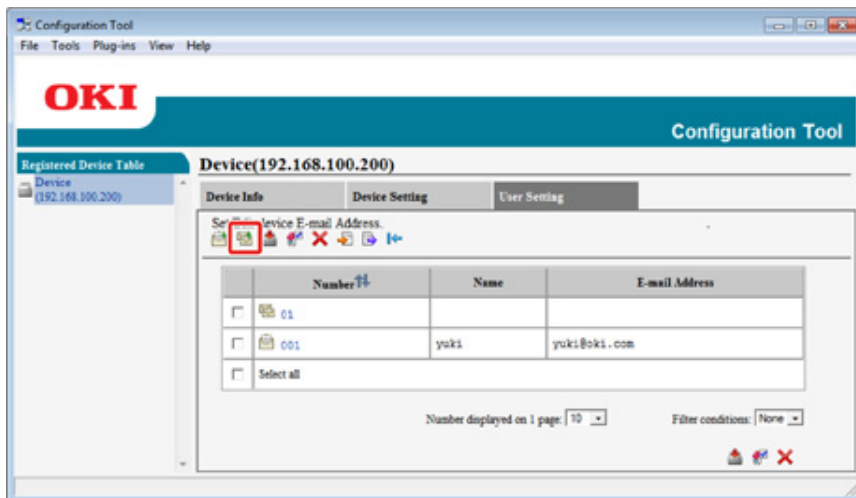 Configuration Tool
File Tools Plug-ins View Help
OKI
Configuration Tool
Registered Device Table
Device
(192.168.100.200)
Device(192.168.100.200)
Device Info Device Setting User Setting
Set device E-mail Address.
Number Name E-mail Address
01
001 yuki yuki@oki.com
Select all
Number displayed on 1 page: 10 Filter conditions: None